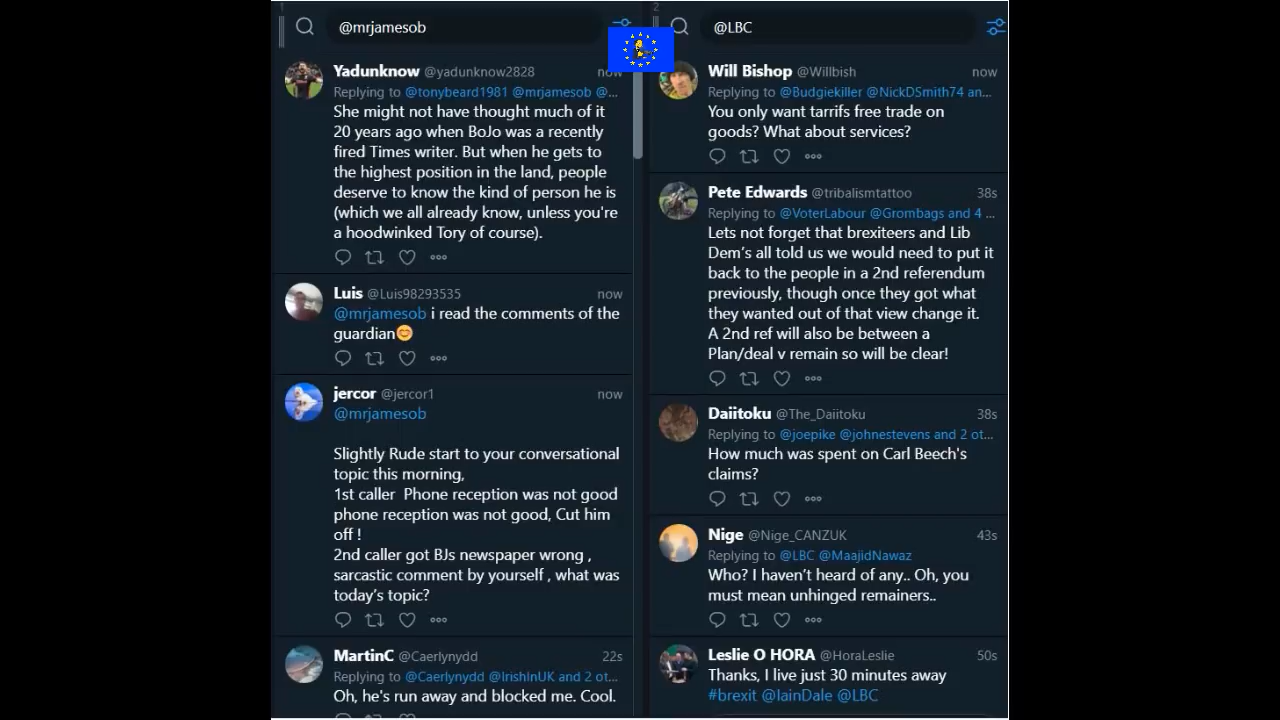 1
@mrjamesob
Yadunknow @yadunknow2828 now
Replying to @tonybeard1981 @mrjamesob @...
She might not have thought much of it
20 years ago when BoJo was a recently
fired Times writer. But when he gets to
the highest position in the land, people
deserve to know the kind of person he is
(which we all already know, unless you're
a hoodwinked Tory of course).
Luis @Luis98293535 now
@mrjamesob i read the comments of the
guardian😊
jercor @jercor1 now
@mrjamesob
Slightly Rude start to your conversational
topic this morning,
1st caller Phone reception was not good
phone reception was not good, Cut him
off !
2nd caller got BJs newspaper wrong ,
sarcastic comment by yourself , what was
today's topic?
MartinC @Caerlynydd 22s
Replying to @Caerlynydd @IrishInUK and 2 ot...
Oh, he's run away and blocked me. Cool.
2
@LBC
Will Bishop @Willbish now
Replying to @Budgiekiller @NickDSmith74 an...
You only want tarrifs free trade on
goods? What about services?
Pete Edwards @tribalismtattoo 38s
Replying to @VoterLabour @Grombags and 4 ...
Lets not forget that brexiteers and Lib
Dem's all told us we would need to put it
back to the people in a 2nd referendum
previously, though once they got what
they wanted out of that view change it.
A 2nd ref will also be between a
Plan/deal v remain so will be clear!
Daiitoku @The_Daiitoku 38s
Replying to @joepike @johnestevens and 2 ot...
How much was spent on Carl Beech's
claims?
Nige @Nige_CANZUK 43s
Replying to @LBC @MaajidNawaz
Who? I haven't heard of any.. Oh, you
must mean unhinged remainers..
Leslie O HORA @HoraLeslie 50s
Thanks, I live just 30 minutes away
#brexit @IainDale @LBC